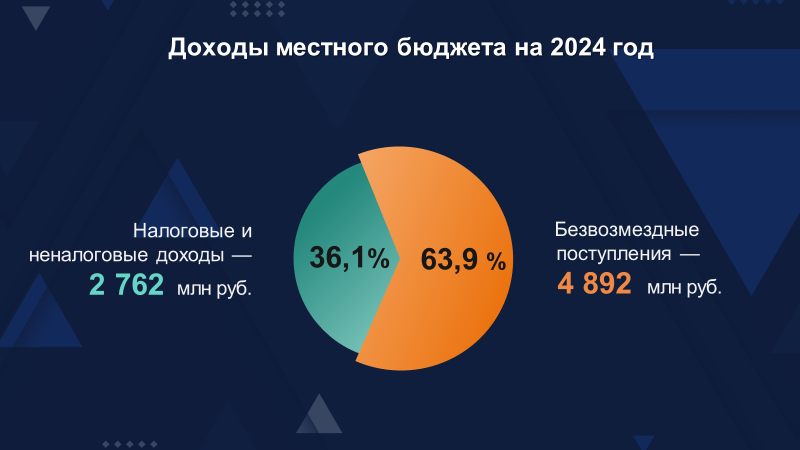 Доходы местного бюджета на 2024 год
Налоговые и
неналоговые доходы —
2 762 млн руб.
36,1%
63,9 %
Безвозмездные
поступления —
4 892 млн руб.